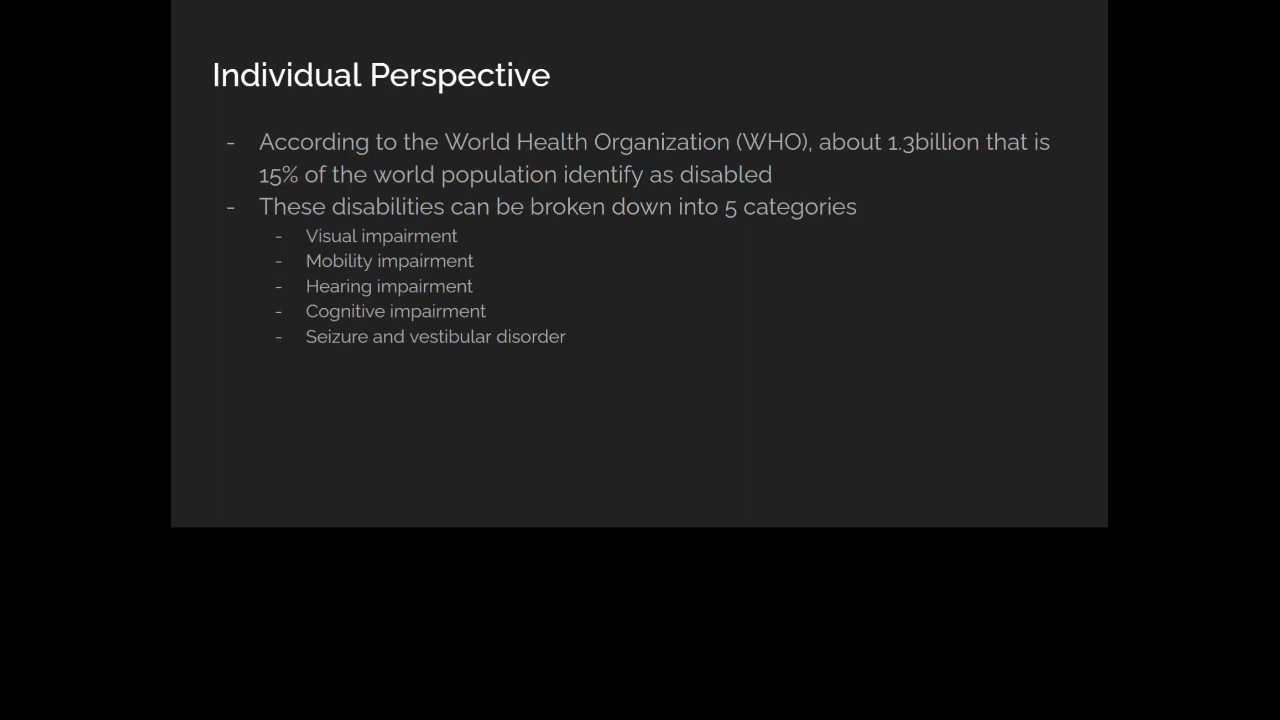 Individual Perspective
- According to the World Health Organization (WHO), about 1.3billion that is
15% of the world population identify as disabled
- These disabilities can be broken down into 5 categories
- Visual impairment
- Mobility impairment
- Hearing impairment
- Cognitive impairment
- Seizure and vestibular disorder